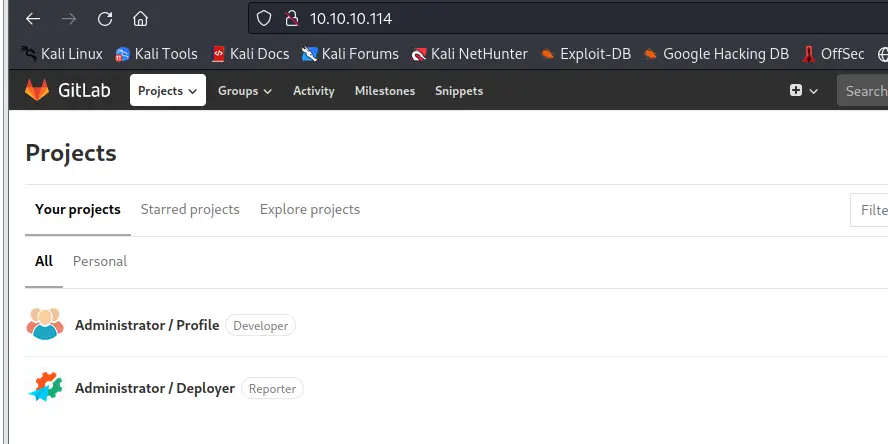 10.10.10.114
Kali Linux Kali Tools Kali Docs Kali Forums Kali NetHunter Exploit-DB Google Hacking DB OffSec
GitLab Projects Groups Activity Milestones Snippets Search
Projects
Your projects Starred projects Explore projects Filte
All Personal
Administrator / Profile Developer
Administrator / Deployer Reporter